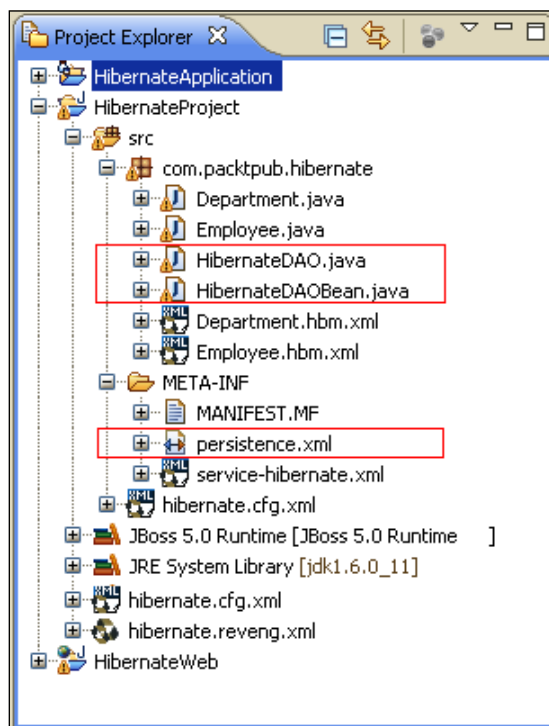 Project Explorer
HibernateApplication
HibernateProject
src
com.packtpub.hibernate
Department.java
Employee.java
HibernateDAO.java
HibernateDAOBean.java
Department.hbm.xml
Employee.hbm.xml
META-INF
MANIFEST.MF
persistence.xml
service-hibernate.xml
hibernate.cfg.xml
JBoss 5.0 Runtime [JBoss 5.0 Runtime ]
JRE System Library [jdk1.6.0_11]
hibernate.cfg.xml
hibernate.reveng.xml
HibernateWeb